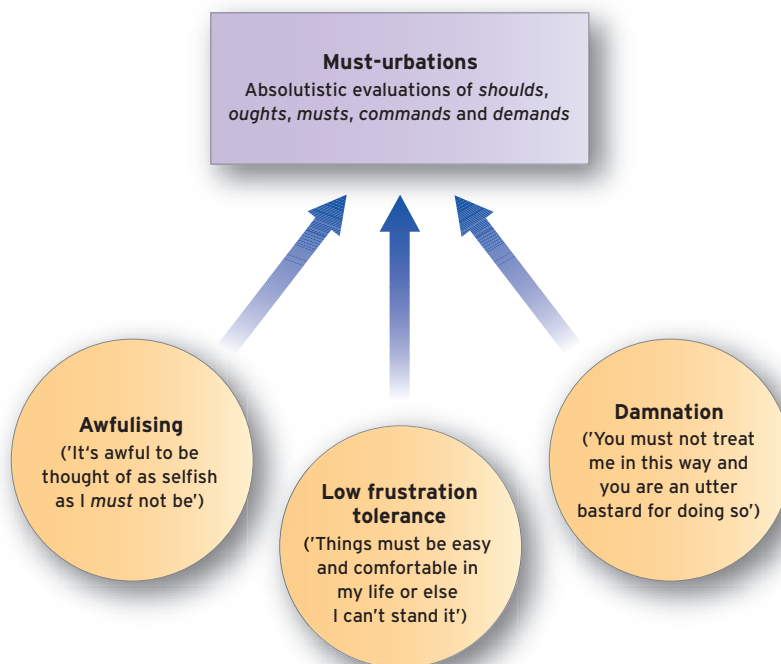 Must-urbations
Absolutistic evaluations of shoulds,
oughts, musts, commands and demands
Awfulising
('It's awful to be
thought of as selfish
as I must not be')
Low frustration
tolerance
('Things must be easy
and comfortable in
my life or else
I can't stand it')
Damnation
('You must not treat
me in this way and
you are an utter
bastard for doing so')